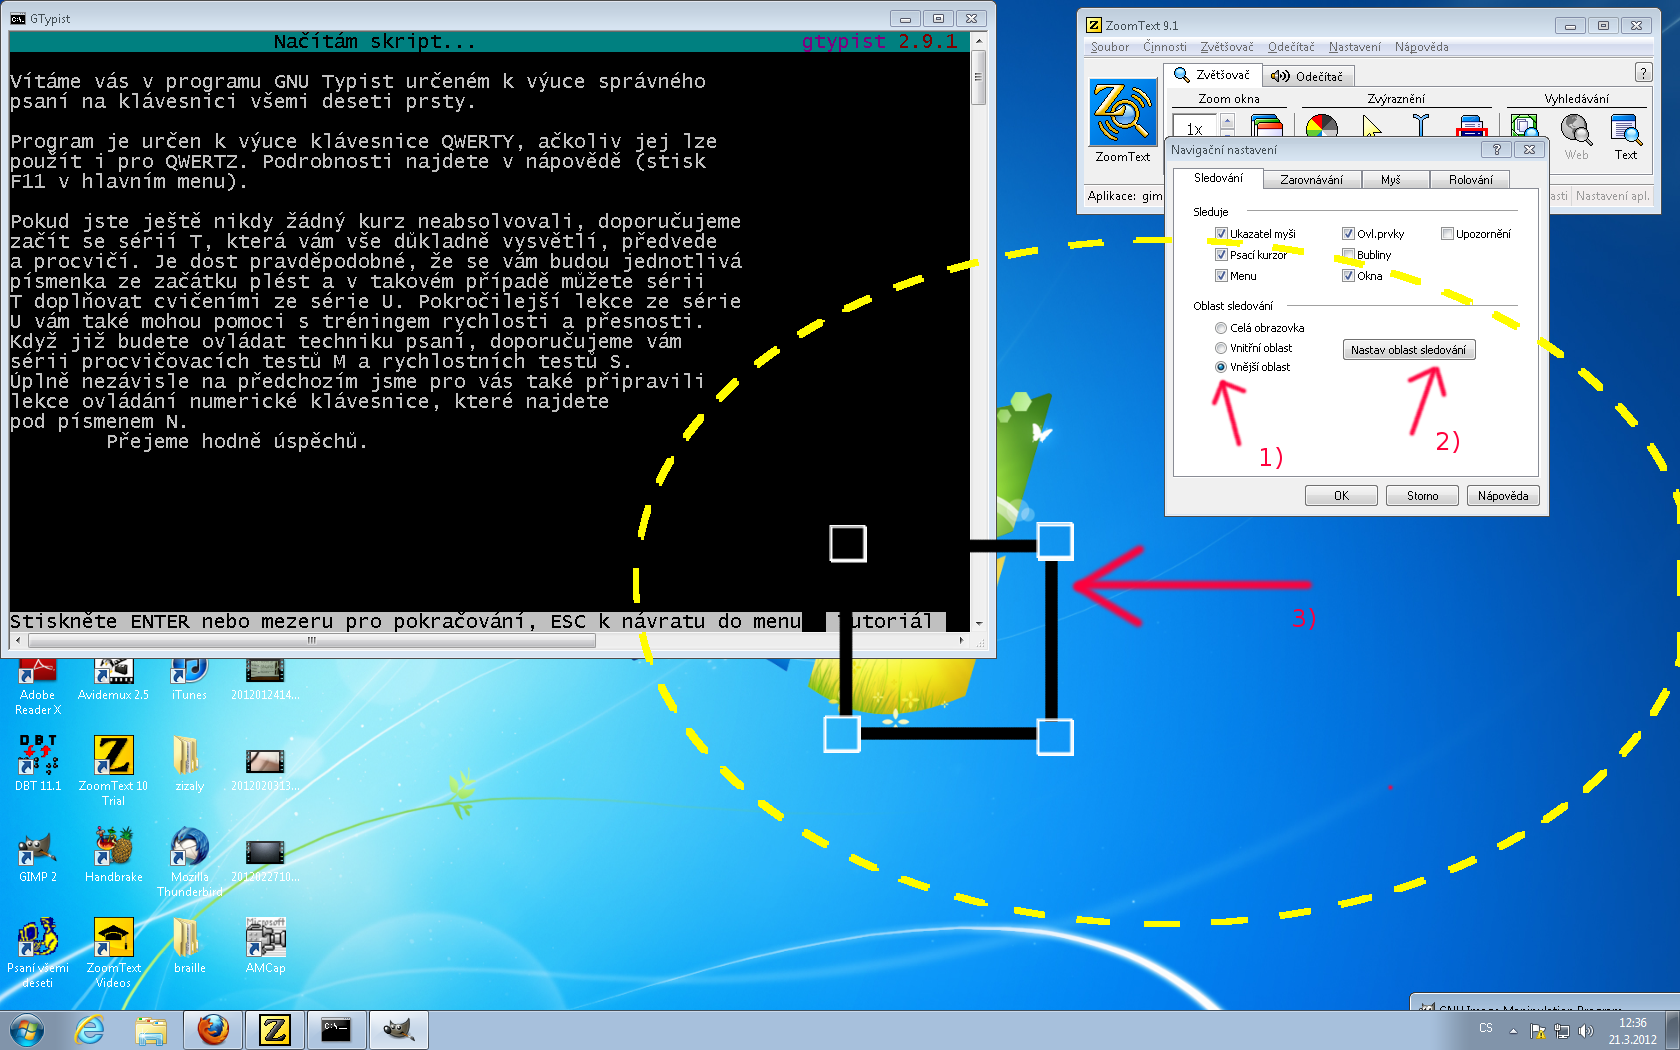 GTypist
Načítám skript...
gtypist 2.9.1
Vítáme vás v programu GNU Typist určeném k výuce správného
psaní na klávesnici všemi deseti prsty.
Program je určen k výuce klávesnice QWERTY, ačkoliv jej lze
použít i pro QWERTZ. Podrobnosti najdete v nápovědě (stisk
F11 v hlavním menu).
Pokud jste ještě nikdy žádný kurz neabsolvovali, doporučujeme
začít se sérií T, která vám vše důkladně vysvětlí, předvede
a procvičí. Je dost pravděpodobné, že se vám budou jednotlivá
písmenka ze začátku plést a v takovém případě můžete sérii
T doplňovat cvičeními ze série U. Pokročilejší lekce ze série
U vám také mohou pomoci s tréningem rychlosti a přesnosti.
Když již budete ovládat techniku psaní, doporučujeme vám
sérii procvičovacích testů M a rychlostních testů S.
Úplně nezávisle na předchozím jsme pro vás také připravili
lekce ovládání numerické klávesnice, které najdete
pod písmenem N.
Přejeme hodně úspěchů.
Stiskněte ENTER nebo mezeru pro pokračování, ESC k návratu do menu
utoriál
ZoomText 9.1
Soubor Činnosti Zvětšovač Odečítač Nastavení Nápověda
Zvětšovač Odečítač
?
Zoom okna Zvýraznění Vyhledávání
1x
ZoomText
Web Text
Aplikace: gim
asti Nastavení apl.
Navigační nastavení
Sledování Zarovnávání Myš Rolování
Sleduje
Ukazatel myši Ovl.prvky Upozornění
Psací kurzor Bubliny
Menu Okna
Oblast sledování
Celá obrazovka
Vnitřní oblast
Nastav oblast sledování
Vnější oblast
1)
2)
OK Storno Nápověda
3)
Adobe
Reader X
Avidemux 2.5
iTunes
2012012414...
DBT
DBT 11.1
ZoomText 10
Trial
zizaly
2012020313...
GIMP 2
Handbrake
Mozilla
Thunderbird
2012022710...
Psaní všemi
deseti
ZoomText
Videos
braille
Microsoft
AMCap
GNU Image Manipulation Program
CS
12:36
21.3.2012